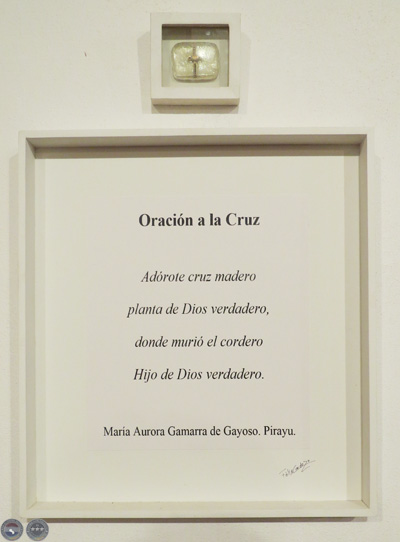 Oración a la Cruz
Adórote cruz madero
planta de Dios verdadero,
donde murió el cordero
Hijo de Dios verdadero.
Maria Aurora Gamarra de Gayoso. Pirayu.